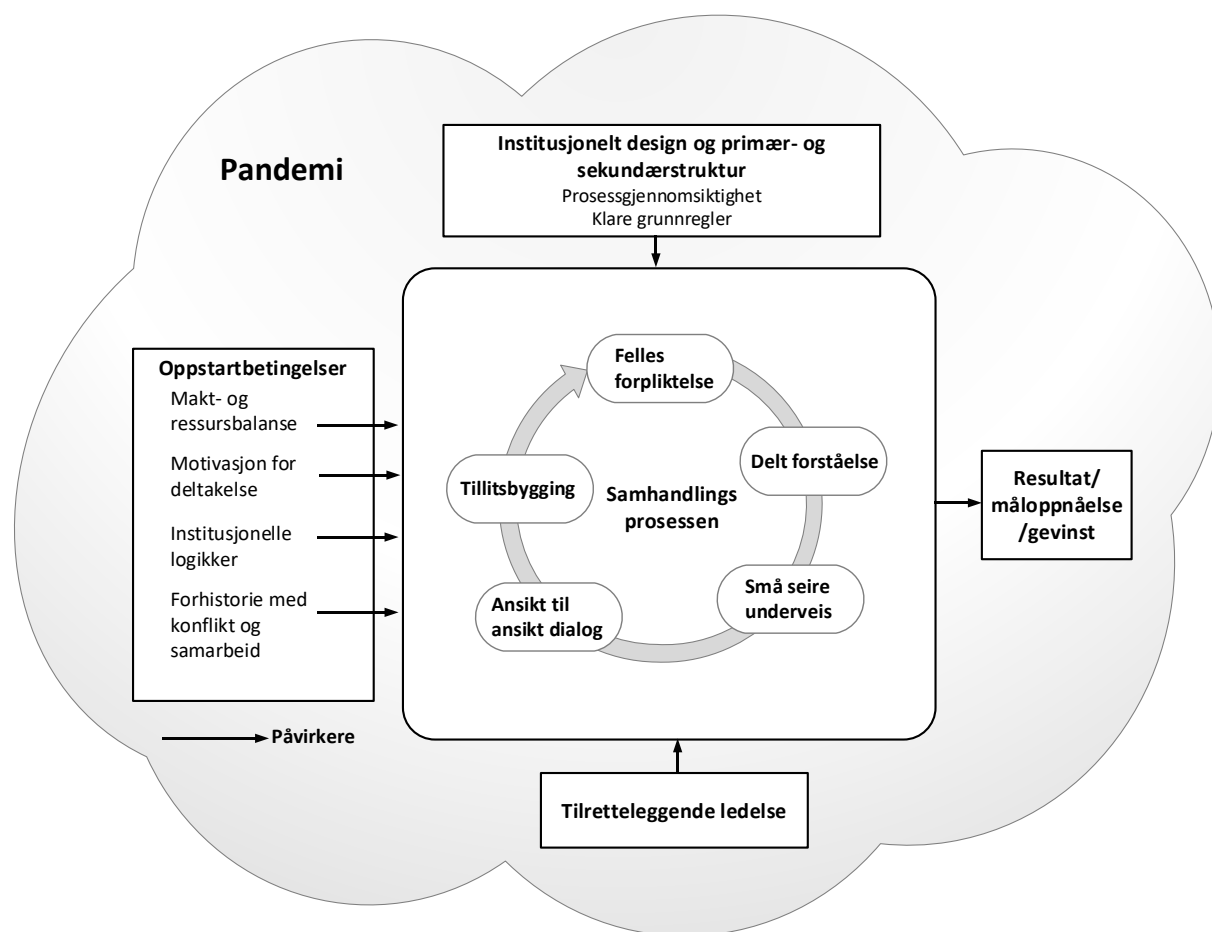 Pandemi
Institusjonelt design og primær- og
sekundærstruktur
Prosessgjennomsiktighet
Klare grunnregler
Oppstartbetingelser
Makt- og
ressursbalanse
Motivasjon for
deltakelse
Institusjonelle
logikker
Forhistorie med
konflikt og
samarbeid
Påvirkere
Felles
forpliktelse
Delt forståelse
Små seire
underveis
Ansikt til
ansikt dialog
Tillitsbygging
Samhandlings
prosessen
Resultat/
måloppnåelse
/gevinst
Tilretteleggende ledelse